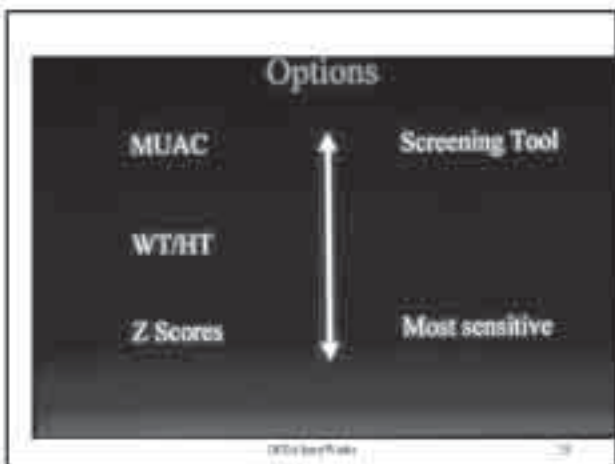 Options
MUAC
Screening Tool
WT/HT
Z Scores
Most sensitive